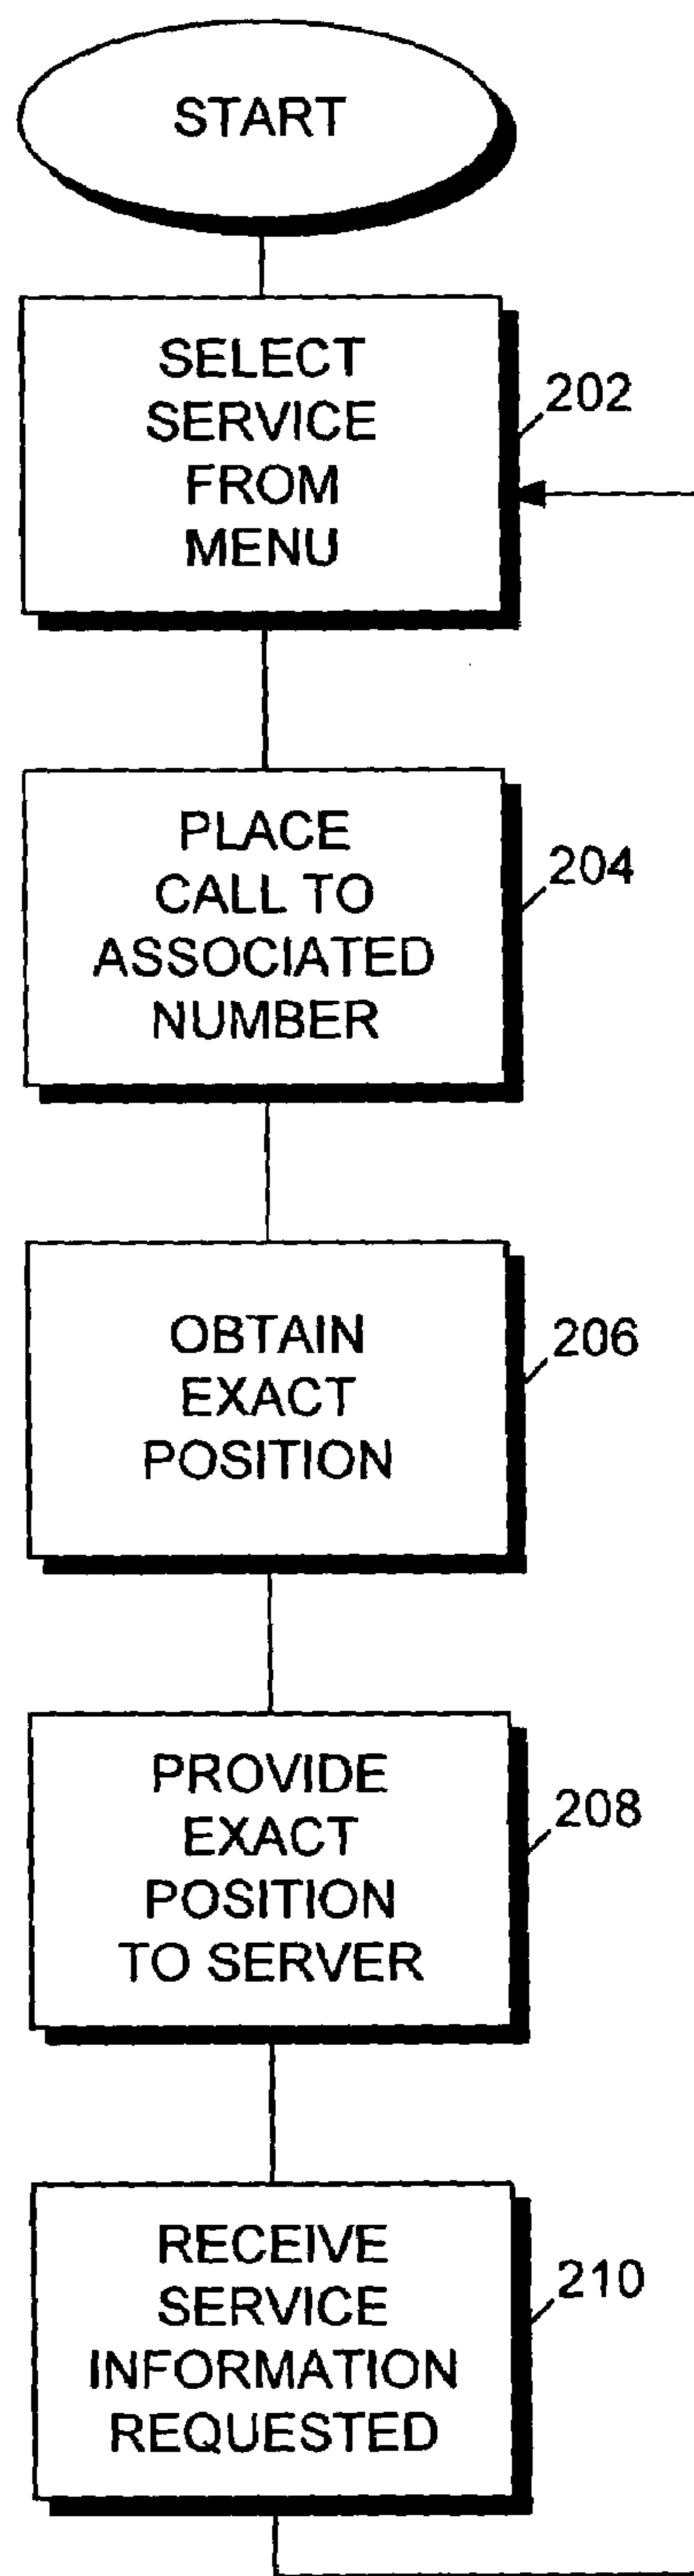 START
SELECT
SERVICE
FROM
MENU
202
PLACE
CALL TO
ASSOCIATED
NUMBER
204
OBTAIN
EXACT
POSITION
206
PROVIDE
EXACT
POSITION
TO SERVER
208
RECEIVE
SERVICE
INFORMATION
REQUESTED
210